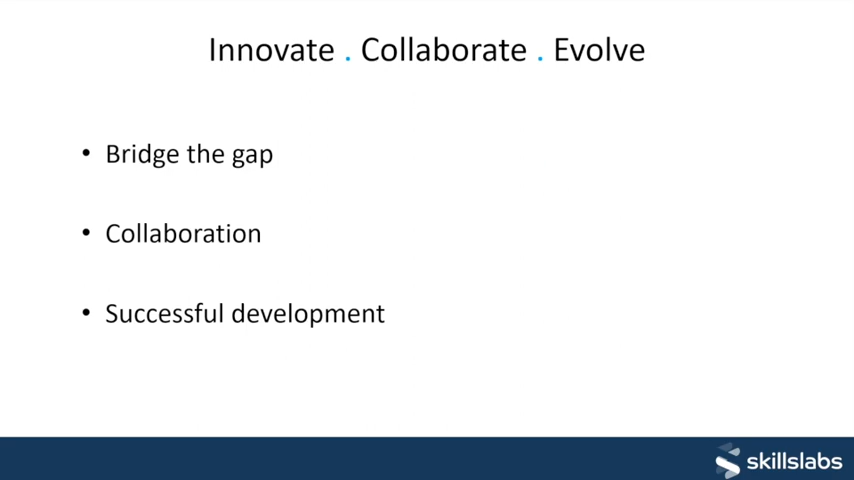 Innovate . Collaborate . Evolve
• Bridge the gap
• Collaboration
• Successful development
skillslabs